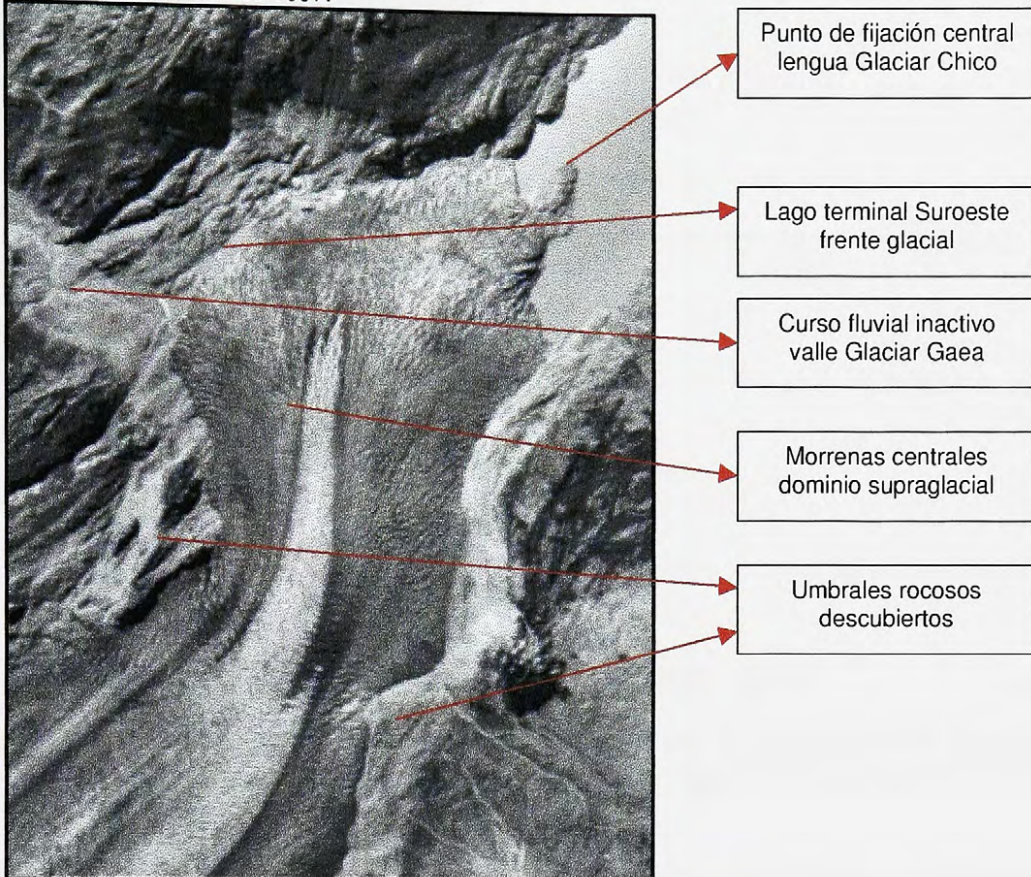 Punto de fijación central
lengua Glaciar Chico
Lago terminal Suroeste
frente glacial
Curso fluvial inactivo
valle Glaciar Gaea
Morrenas centrales
dominio supraglacial
Umbrales rocosos
descubiertos